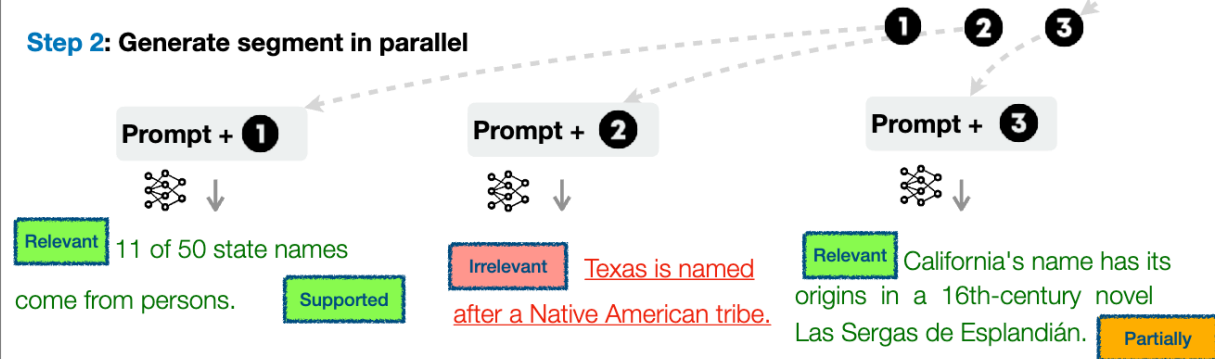 1 2 3
Step 2: Generate segment in parallel
Prompt + 1
Prompt + 2
Prompt + 3
Relevant 11 of 50 state names
come from persons. Supported
Irrelevant Texas is named
after a Native American tribe.
Relevant California's name has its
origins in a 16th-century novel
Las Sergas de Esplandián. Partially